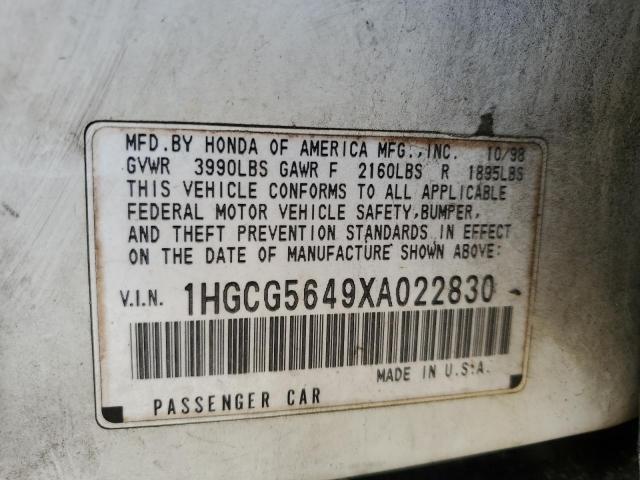 MFD.BY HONDA OF AMERICA MFG.,INC. 10/98
GVWR 3990LBS GAWR F 2160LBS R 1895LBS
THIS VEHICLE CONFORMS TO ALL APPLICABLE
FEDERAL MOTOR VEHICLE SAFETY,BUMPER,
AND THEFT PREVENTION STANDARDS IN EFFECT
ON THE DATE OF MANUFACTURE SHOWN ABOVE:
V.I.N. 1HGCG5649XA022830
MADE IN U.S.A.
PASSENGER CAR